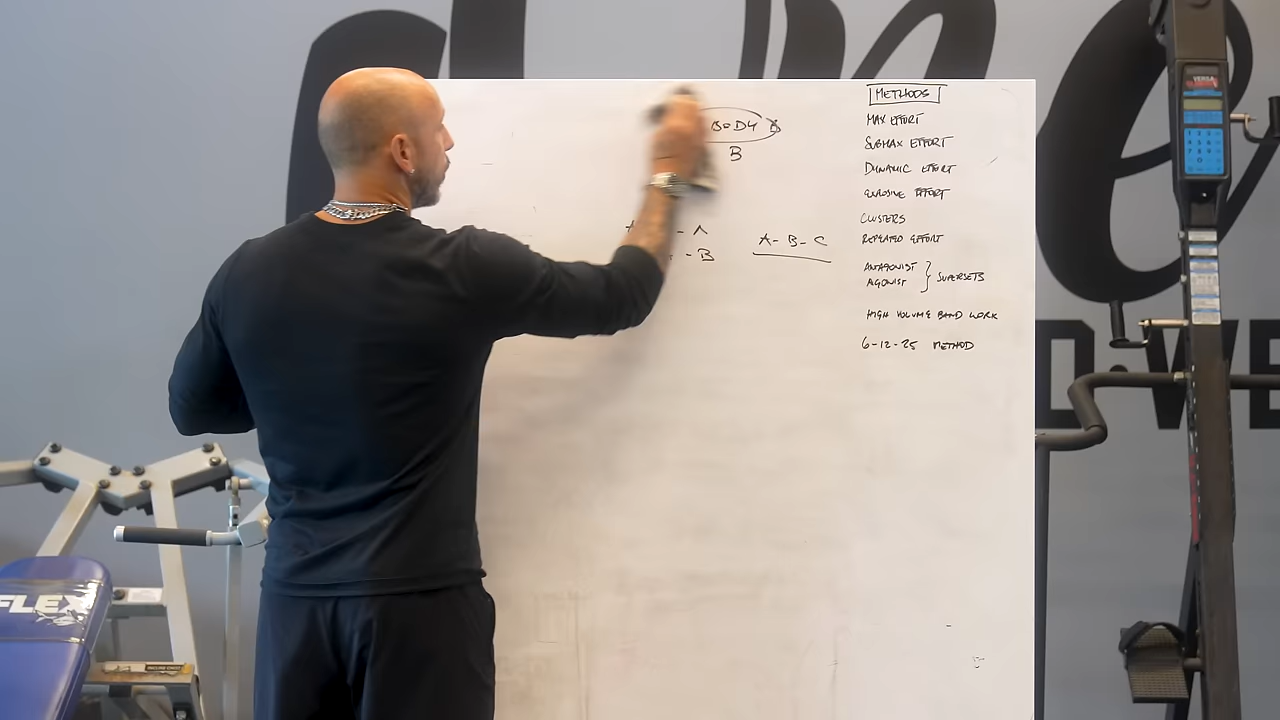 BODY
B
- A
- B
A - B - C
METHODS
MAX EFFORT
SUBMAX EFFORT
DYNAMIC EFFORT
EXPLOSIVE EFFORT
CLUSTERS
REPEATED EFFORT
ANTAGONIST
AGONIST } SUPERSETS
HIGH VOLUME BAND WORK
6-12-25 METHOD
FLEX
VERSA